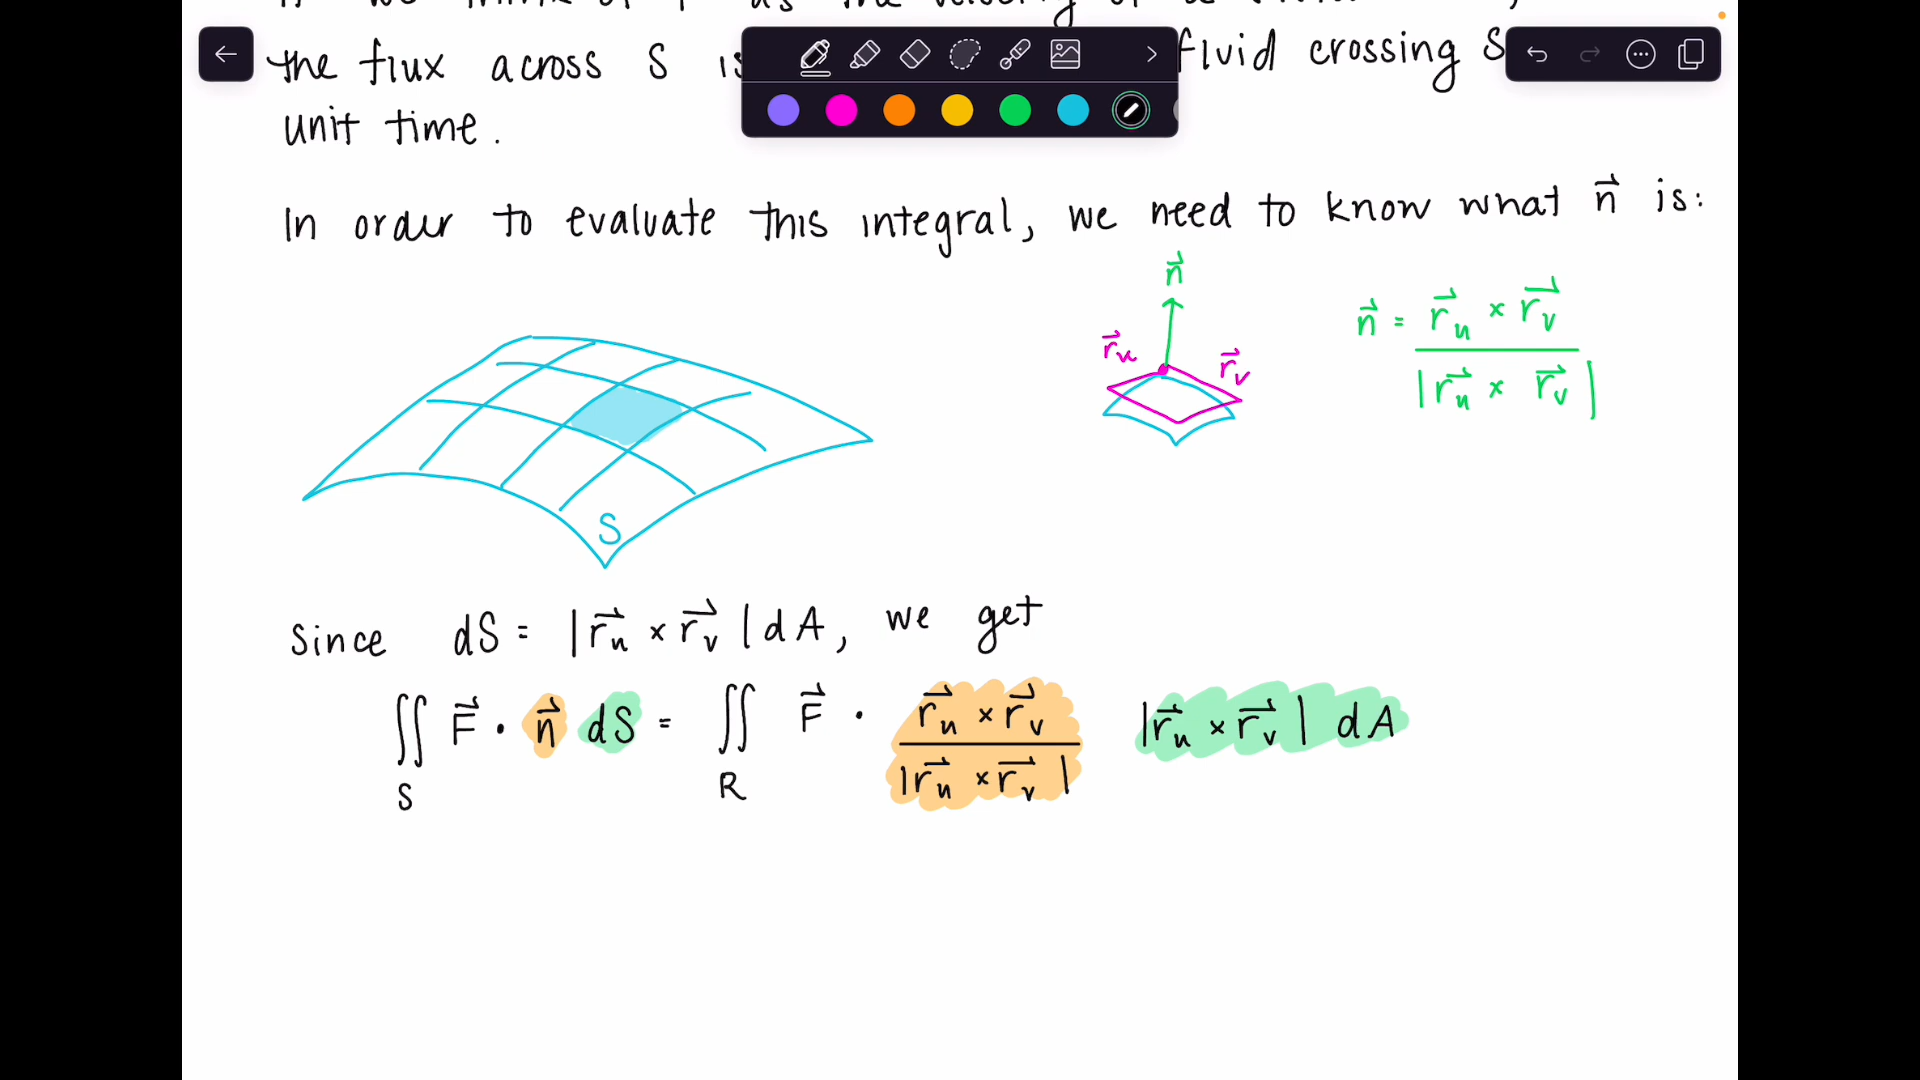 the flux across S is fluid crossing S
unit time.
In order to evaluate this integral, we need to know what n⃗ is:
n⃗
r⃗ᵤ
r⃗ᵥ
n⃗ = r⃗ᵤ × r⃗ᵥ
|r⃗ᵤ × r⃗ᵥ|
S
Since dS = |r⃗ᵤ × r⃗ᵥ| dA, we get
∬ F⃗ · n⃗ dS = ∬ F⃗ · r⃗ᵤ × r⃗ᵥ |r⃗ᵤ × r⃗ᵥ| dA
S R |r⃗ᵤ × r⃗ᵥ|